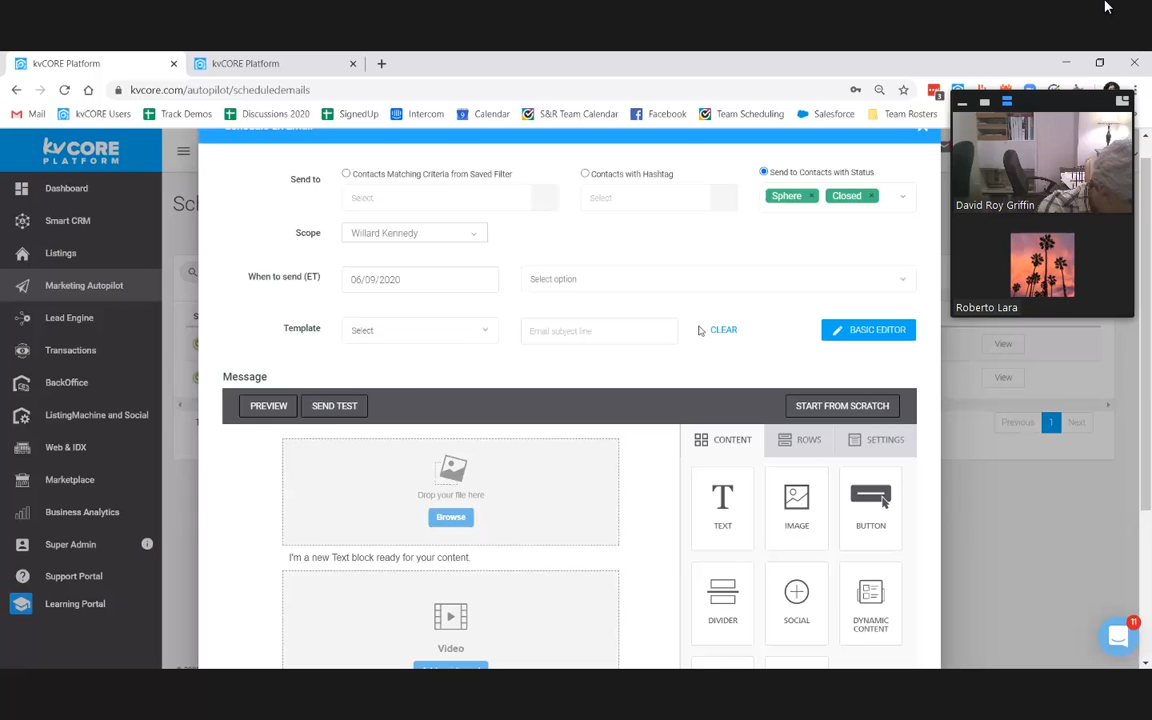 kvCORE Platform
kvCORE Platform
kvcore.com/autopilot/scheduledemails
3
Mail
kvCORE Users
Track Demos
Discussions 2020
SignedUp
Intercom
Calendar
S&R Team Calendar
Facebook
Team Scheduling
Salesforce
Team Rosters
kvCORE
PLATFORM
Dashboard
Smart CRM
Listings
Marketing Autopilot
Lead Engine
Transactions
BackOffice
ListingMachine and Social
Web & IDX
Marketplace
Business Analytics
Super Admin
Support Portal
Learning Portal
Send to
Contacts Matching Criteria from Saved Filter
Contacts with Hashtag
Send to Contacts with Status
Select
Select
Sphere ×
Closed ×
Scope
Willard Kennedy
When to send (ET)
06/09/2020
Select option
Template
Select
Email subject line
CLEAR
BASIC EDITOR
Message
PREVIEW
SEND TEST
START FROM SCRATCH
CONTENT
ROWS
SETTINGS
Drop your file here
Browse
I'm a new Text block ready for your content.
Video
TEXT
IMAGE
BUTTON
DIVIDER
SOCIAL
DYNAMIC
CONTENT
David Roy Griffin
Roberto Lara
View
View
Previous
1
Next
11